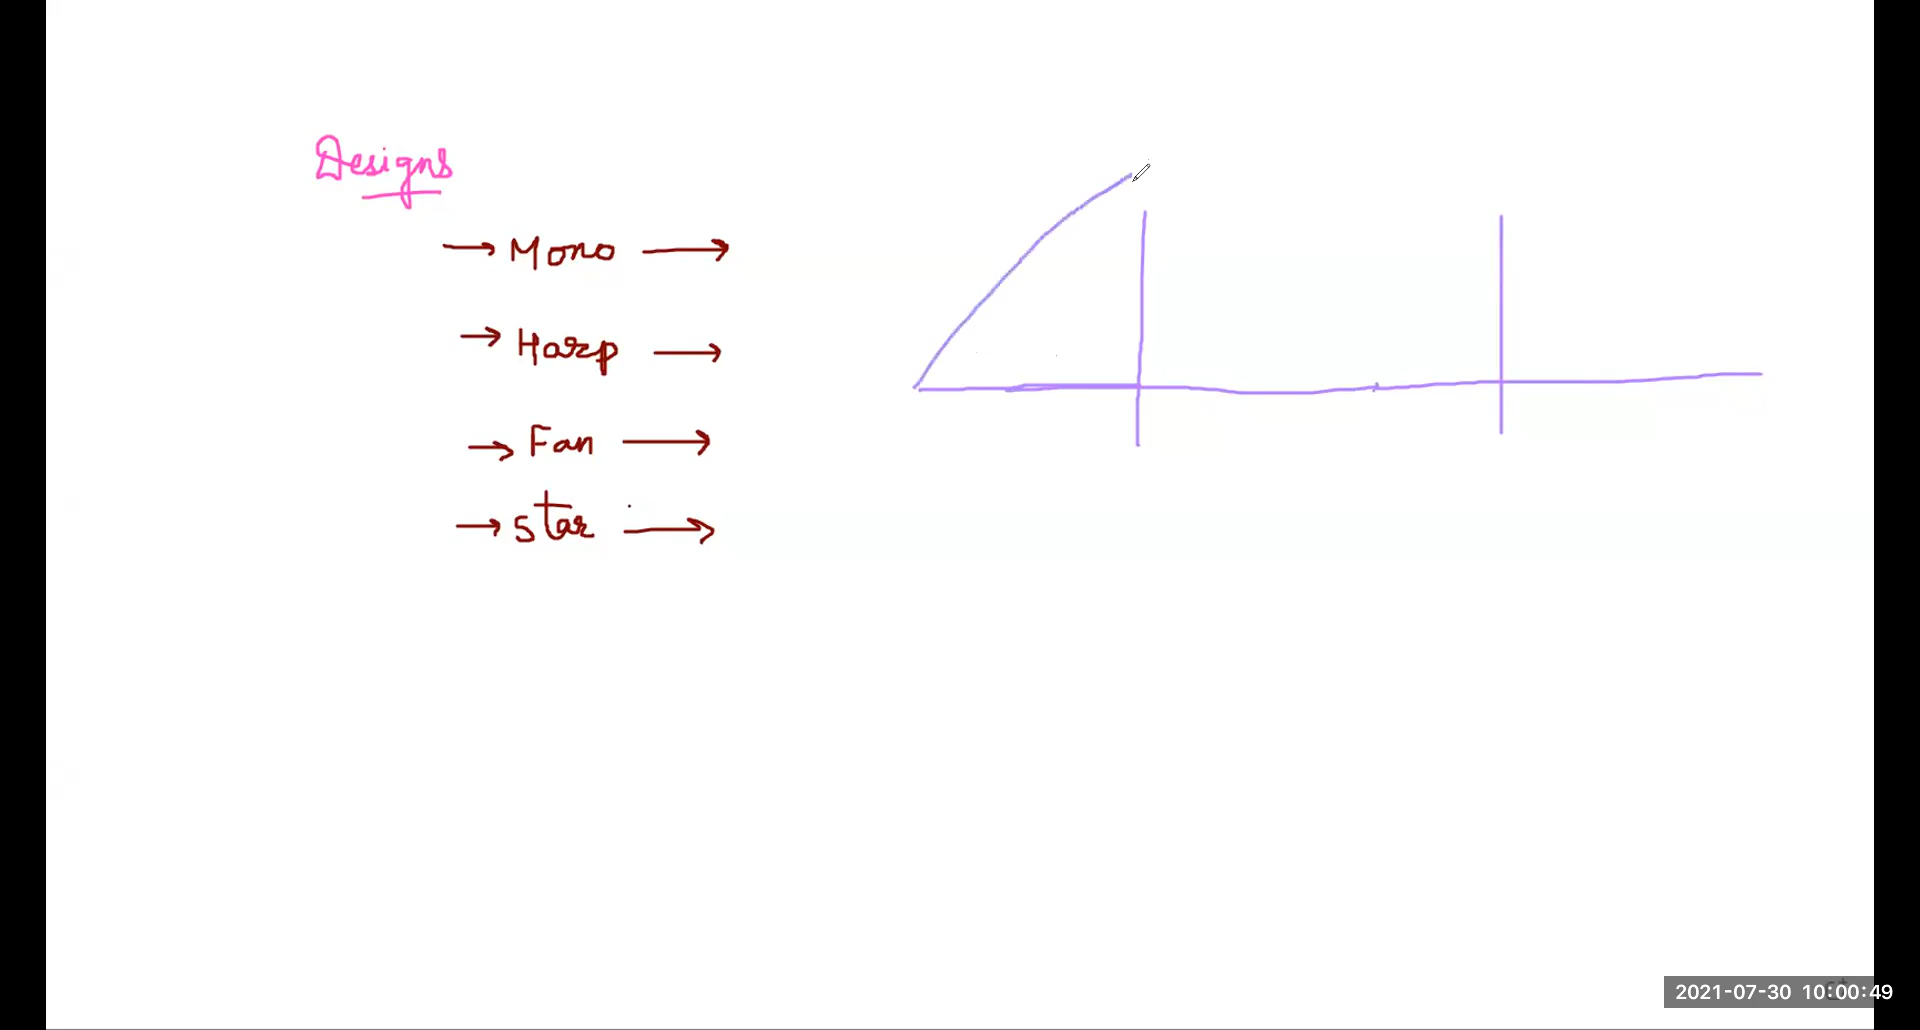 Designs
→ Mono →
→ Harp →
→ Fan →
→ Star →
2021-07-30 10:00:49